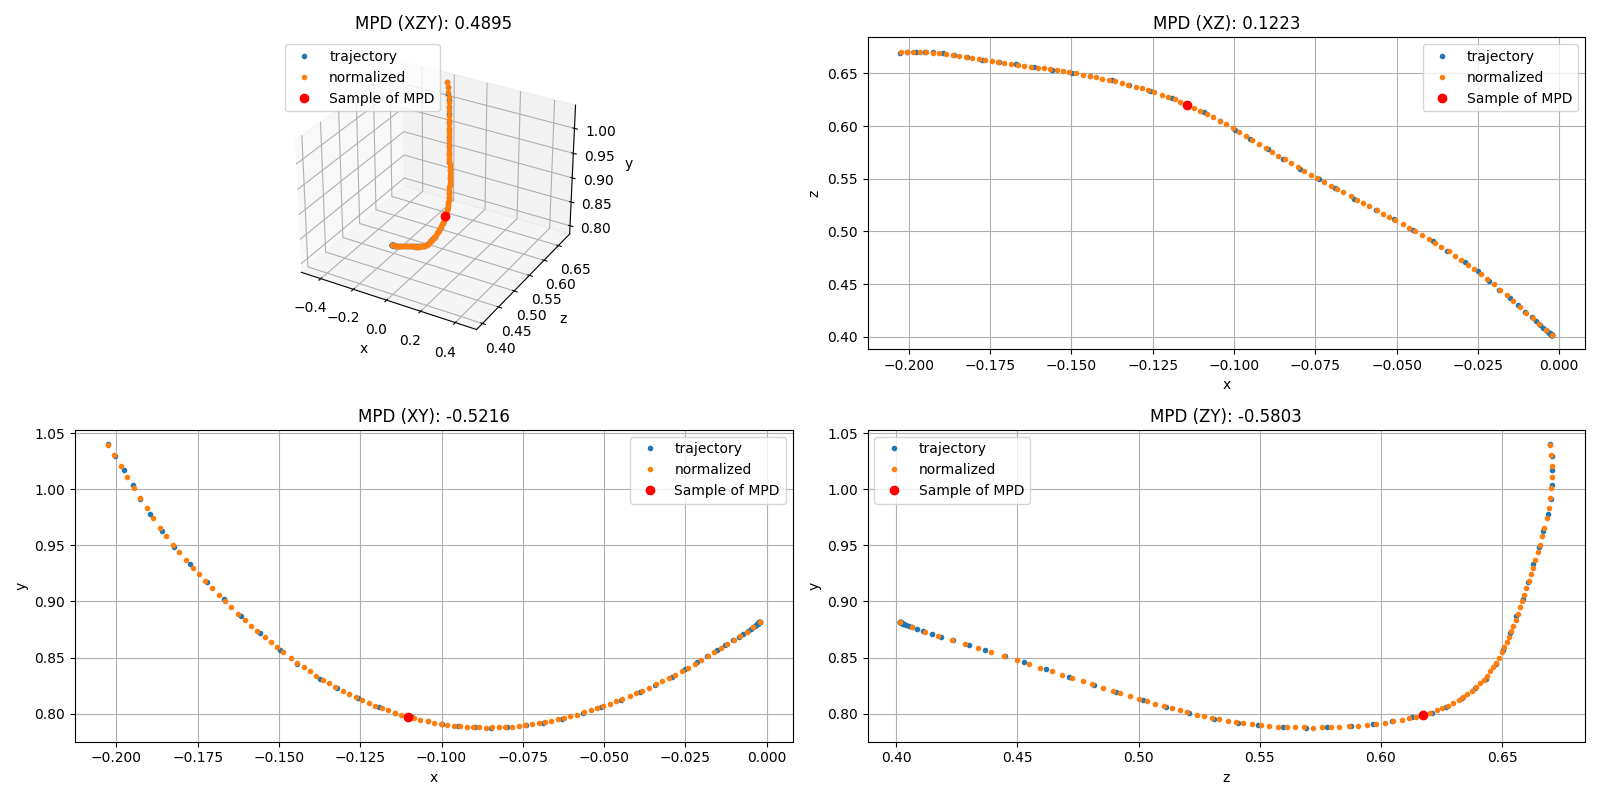 MPD (XZY): 0.4895
trajectory
normalized
Sample of MPD
1.00
0.95
0.90
0.85
0.80
y
0.65
0.60
0.55
0.50
0.45
0.40
z
−0.4
−0.2
0.0
0.2
0.4
x
MPD (XZ): 0.1223
trajectory
normalized
Sample of MPD
0.65
0.60
0.55
0.50
0.45
0.40
z
−0.200 −0.175 −0.150 −0.125 −0.100 −0.075 −0.050 −0.025 0.000
x
MPD (XY): -0.5216
trajectory
normalized
Sample of MPD
1.05
1.00
0.95
0.90
0.85
0.80
y
−0.200 −0.175 −0.150 −0.125 −0.100 −0.075 −0.050 −0.025 0.000
x
MPD (ZY): -0.5803
trajectory
normalized
Sample of MPD
1.05
1.00
0.95
0.90
0.85
0.80
y
0.40 0.45 0.50 0.55 0.60 0.65
z